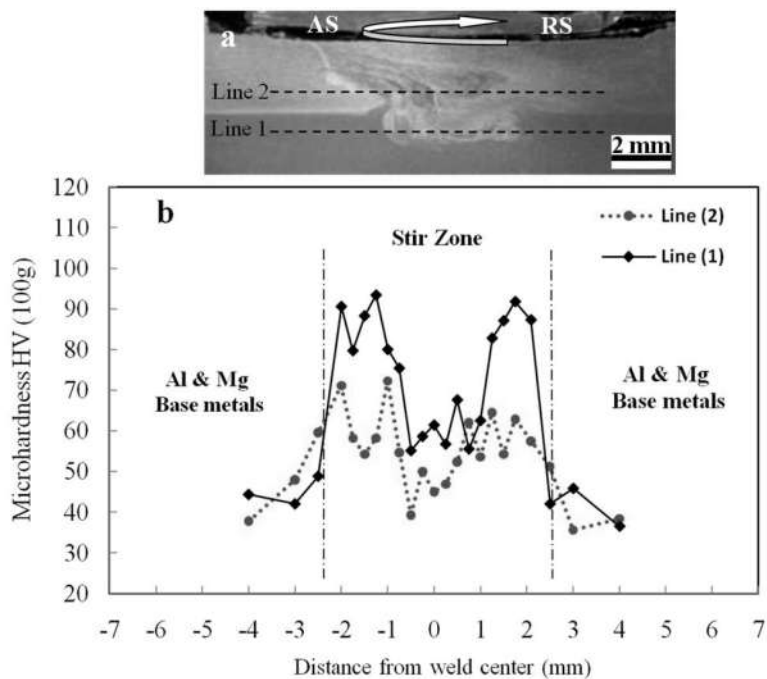 a
AS
RS
Line 2
Line 1
2 mm
b
Stir Zone
Line (2)
Line (1)
Al & Mg
Base metals
Al & Mg
Base metals
Microhardness HV (100g)
120
110
100
90
80
70
60
50
40
30
20
-7 -6 -5 -4 -3 -2 -1 0 1 2 3 4 5 6 7
Distance from weld center (mm)